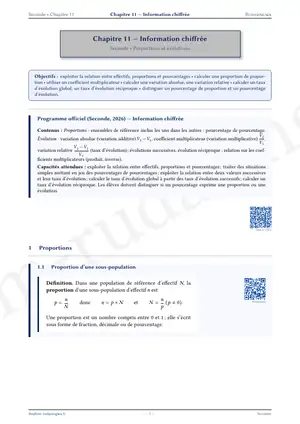 Seconde • Chapitre 11
Chapitre 11 — Information chiffrée
Pourcentages
Chapitre 11 — Information chiffrée
Seconde • Proportions et évolutions
Objectifs : exploiter la relation entre effectifs, proportions et pourcentages • calculer une proportion de proportion • utiliser un coefficient multiplicateur • calculer une variation absolue, une variation relative • calculer un taux d'évolution global, un taux d'évolution réciproque • distinguer un pourcentage de proportion et un pourcentage d'évolution.
Programme officiel (Seconde, 2026) — Information chiffrée
Contenus : Proportion : ensembles de référence inclus les uns dans les autres : pourcentage de pourcentage.
Évolution : variation absolue (variation additive) V₂ − V₁, coefficient multiplicateur (variation multiplicative) V₂/V₁,
variation relative (V₂ − V₁)/V₁ (taux d'évolution); évolutions successives, évolution réciproque : relation sur les coefficients multiplicateurs (produit, inverse).
Capacités attendues : exploiter la relation entre effectifs, proportions et pourcentages; traiter des situations
simples mettant en jeu des pourcentages de pourcentages; exploiter la relation entre deux valeurs successives
et leur taux d'évolution; calculer le taux d'évolution global à partir des taux d'évolution successifs; calculer un
taux d'évolution réciproque. Les élèves doivent distinguer si un pourcentage exprime une proportion ou une
évolution.
1 Proportions
1.1 Proportion d'une sous-population
Définition. Dans une population de référence d'effectif N, la
proportion d'une sous-population d'effectif n est
p = n/N donc n = p × N et N = n/p (p ≠ 0).
Une proportion est un nombre compris entre 0 et 1; elle s'écrit
sous forme de fraction, décimale ou de pourcentage.
— 1 —
Seconde